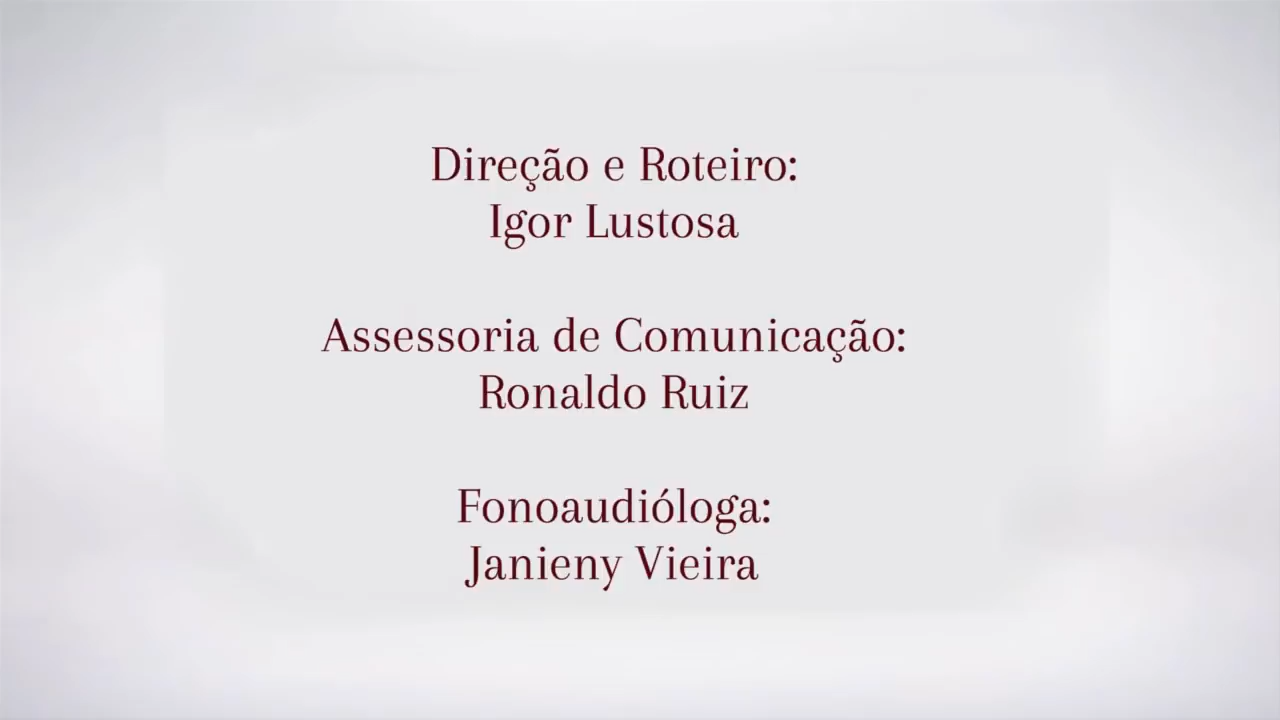 Direção e Roteiro:
Igor Lustosa
Assessoria de Comunicação:
Ronaldo Ruiz
Fonoaudióloga:
Janieny Vieira